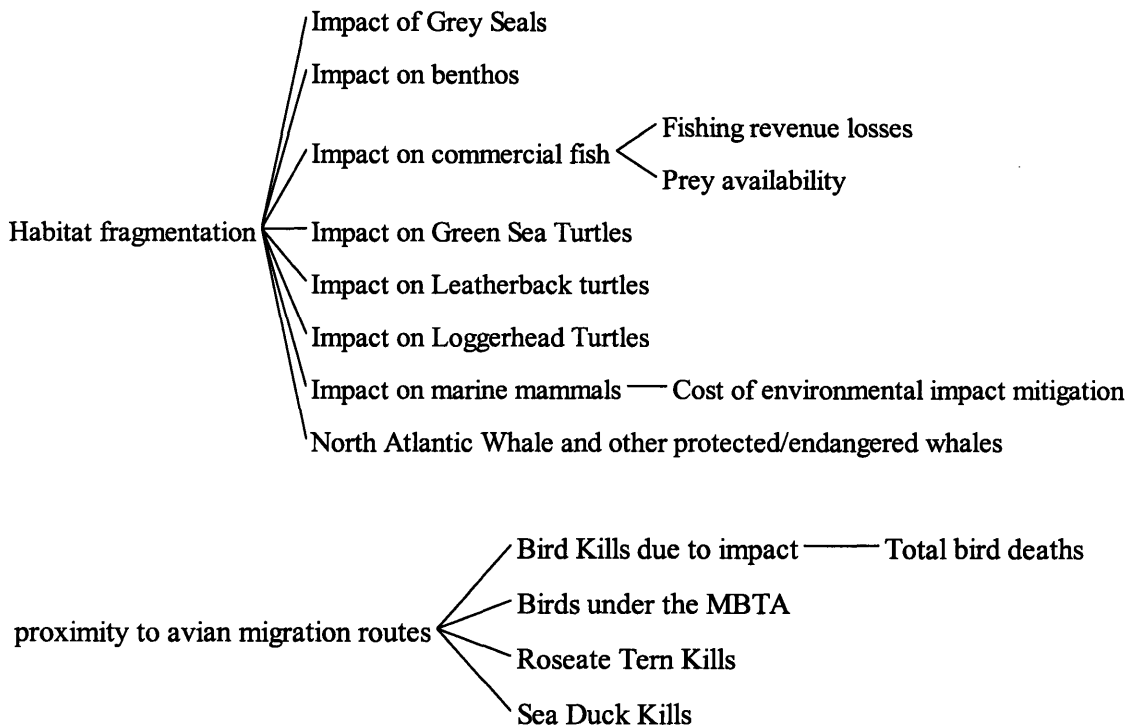 Impact of Grey Seals
Impact on benthos
Fishing revenue losses
Impact on commercial fish
Prey availability
Habitat fragmentation
Impact on Green Sea Turtles
Impact on Leatherback turtles
Impact on Loggerhead Turtles
Impact on marine mammals
Cost of environmental impact mitigation
North Atlantic Whale and other protected/endangered whales
Bird Kills due to impact
Total bird deaths
Birds under the MBTA
proximity to avian migration routes
Roseate Tern Kills
Sea Duck Kills